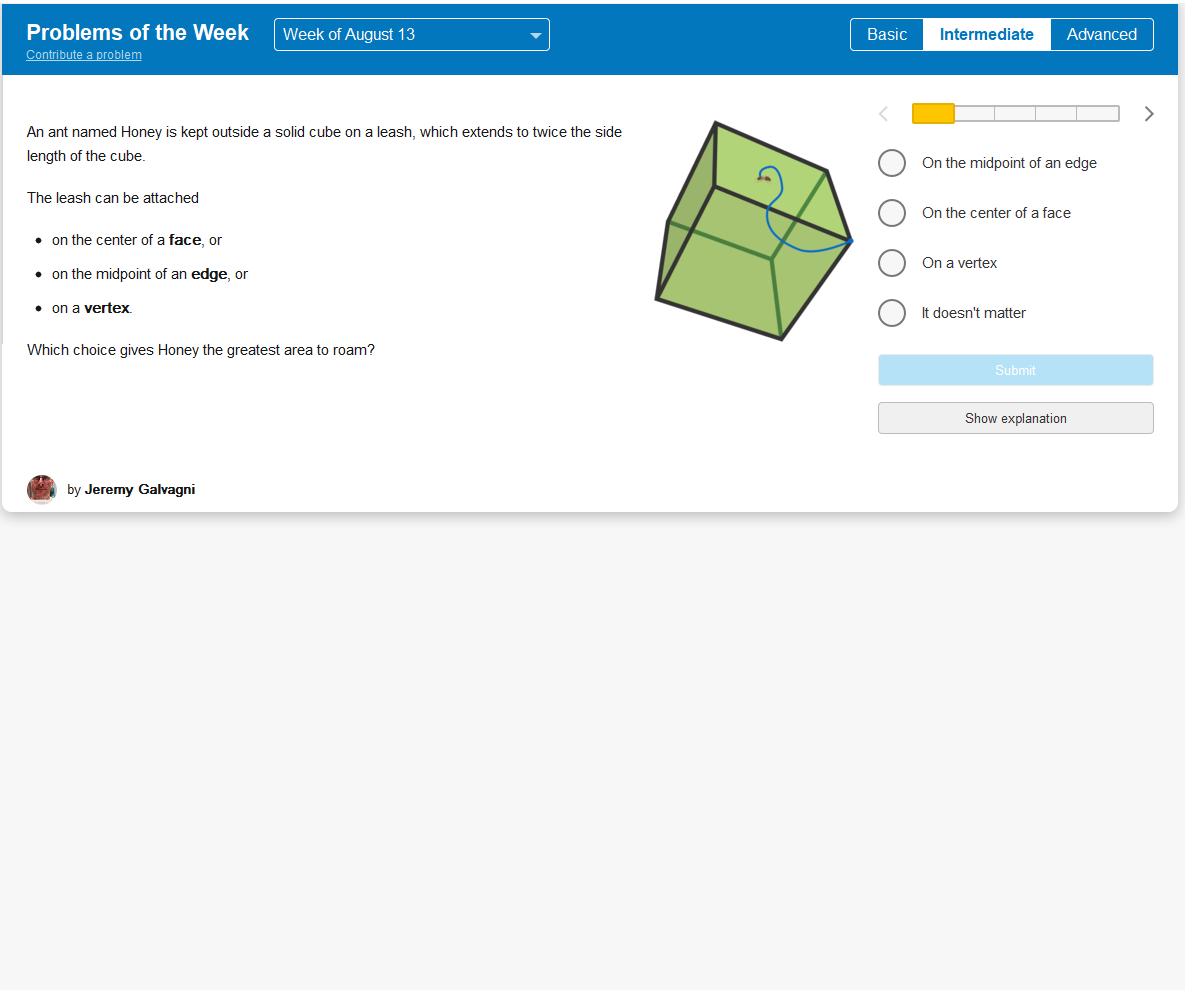 Problems of the Week
Contribute a problem
Week of August 13
Basic
Intermediate
Advanced
An ant named Honey is kept outside a solid cube on a leash, which extends to twice the side
length of the cube.
The leash can be attached
on the center of a face, or
on the midpoint of an edge, or
on a vertex.
Which choice gives Honey the greatest area to roam?
by Jeremy Galvagni
On the midpoint of an edge
On the center of a face
On a vertex
It doesn't matter
Submit
Show explanation